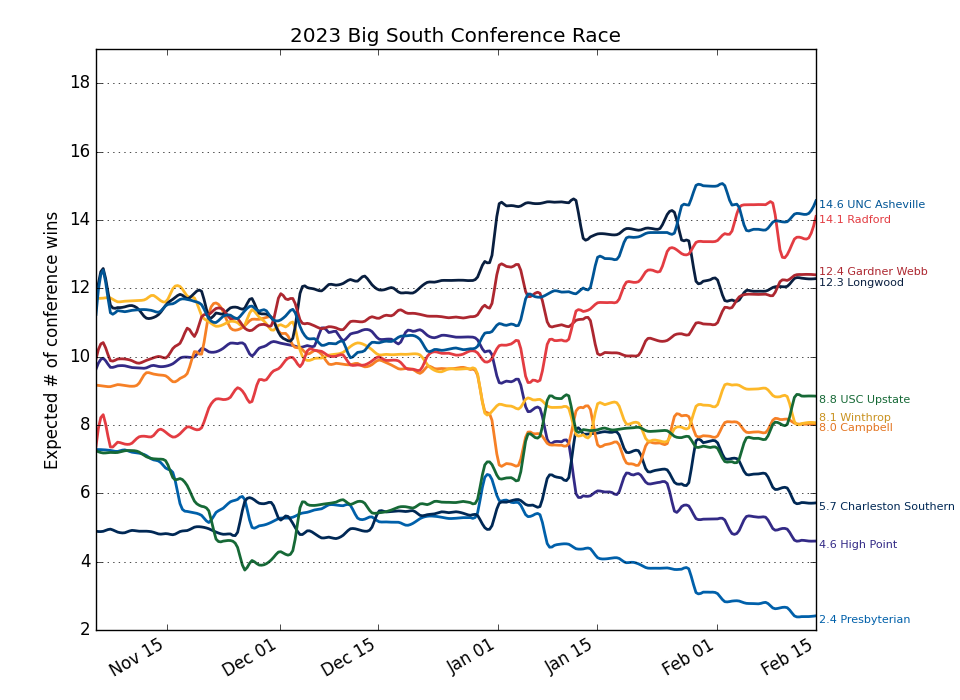 2023 Big South Conference Race
Expected # of conference wins
18
16
14
12
10
8
6
4
2
Nov 15
Dec 01
Dec 15
Jan 01
Jan 15
Feb 01
Feb 15
14.6 UNC Asheville
14.1 Radford
12.4 Gardner Webb
12.3 Longwood
8.8 USC Upstate
8.1 Winthrop
8.0 Campbell
5.7 Charleston Southern
4.6 High Point
2.4 Presbyterian